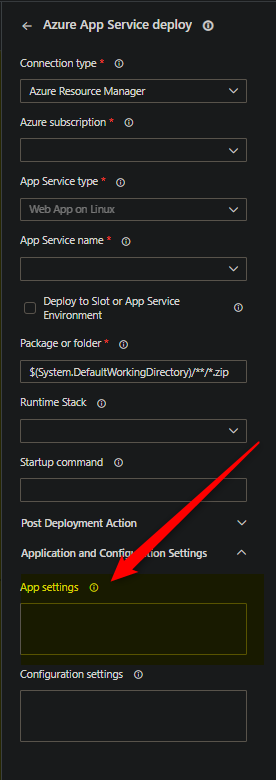 Azure App Service deploy
Connection type *
Azure Resource Manager
Azure subscription *
App Service type *
Web App on Linux
App Service name *
Deploy to Slot or App Service
Environment
Package or folder *
$(System.DefaultWorkingDirectory)/**/*.zip
Runtime Stack
Startup command
Post Deployment Action
Application and Configuration Settings
App settings
Configuration settings